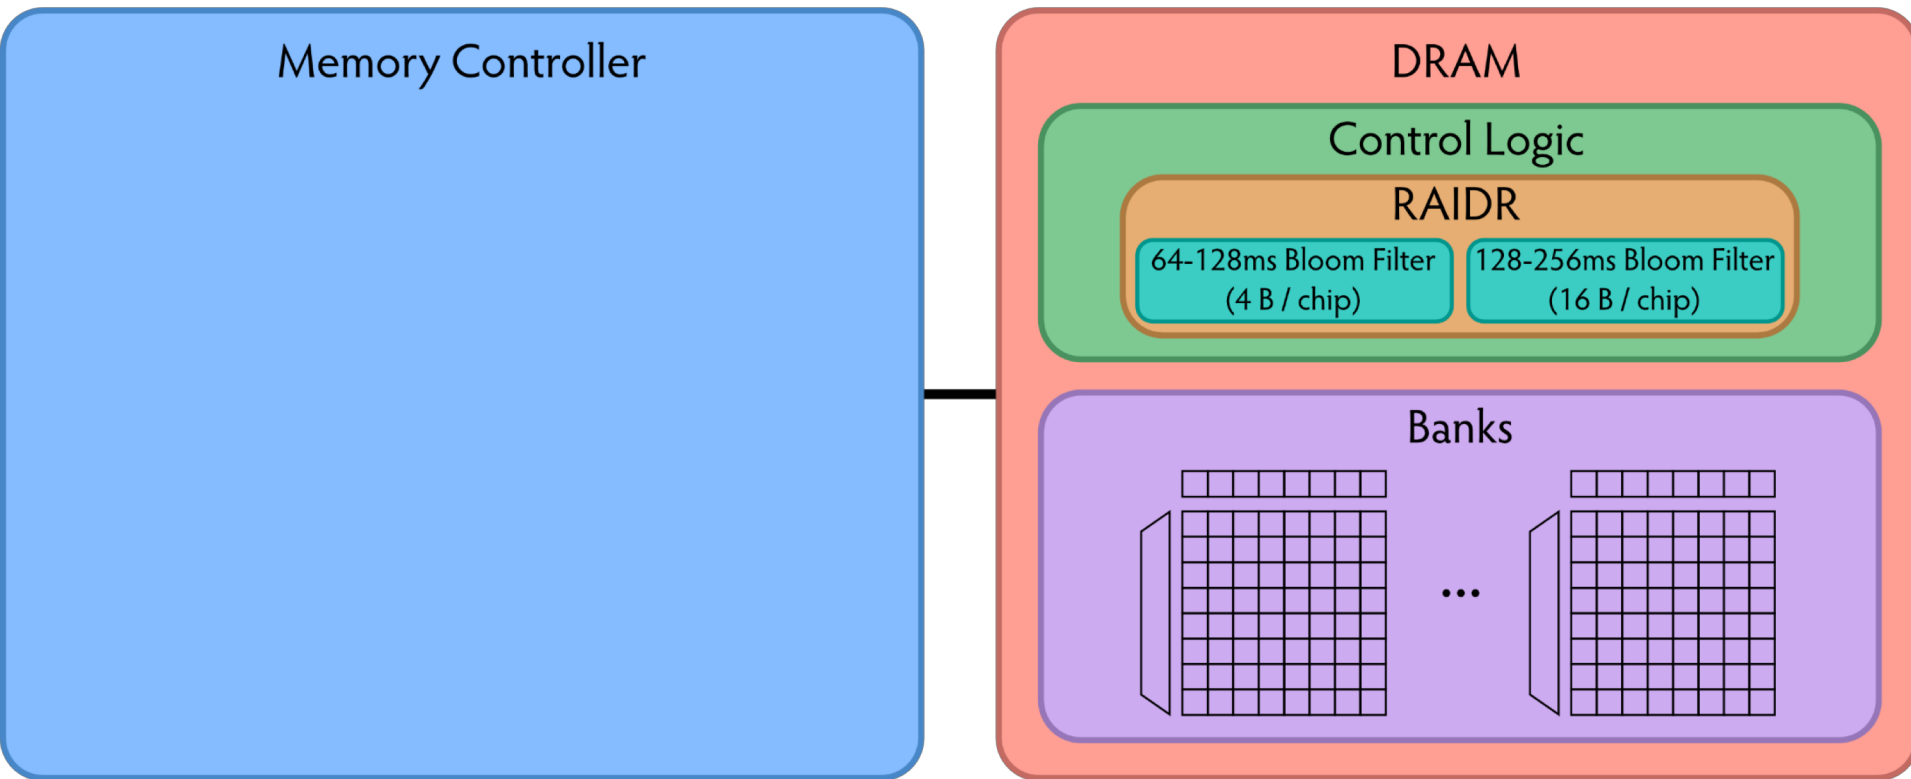 Memory Controller
DRAM
Control Logic
RAIDR
64-128ms Bloom Filter
(4 B / chip)
128-256ms Bloom Filter
(16 B / chip)
Banks
...